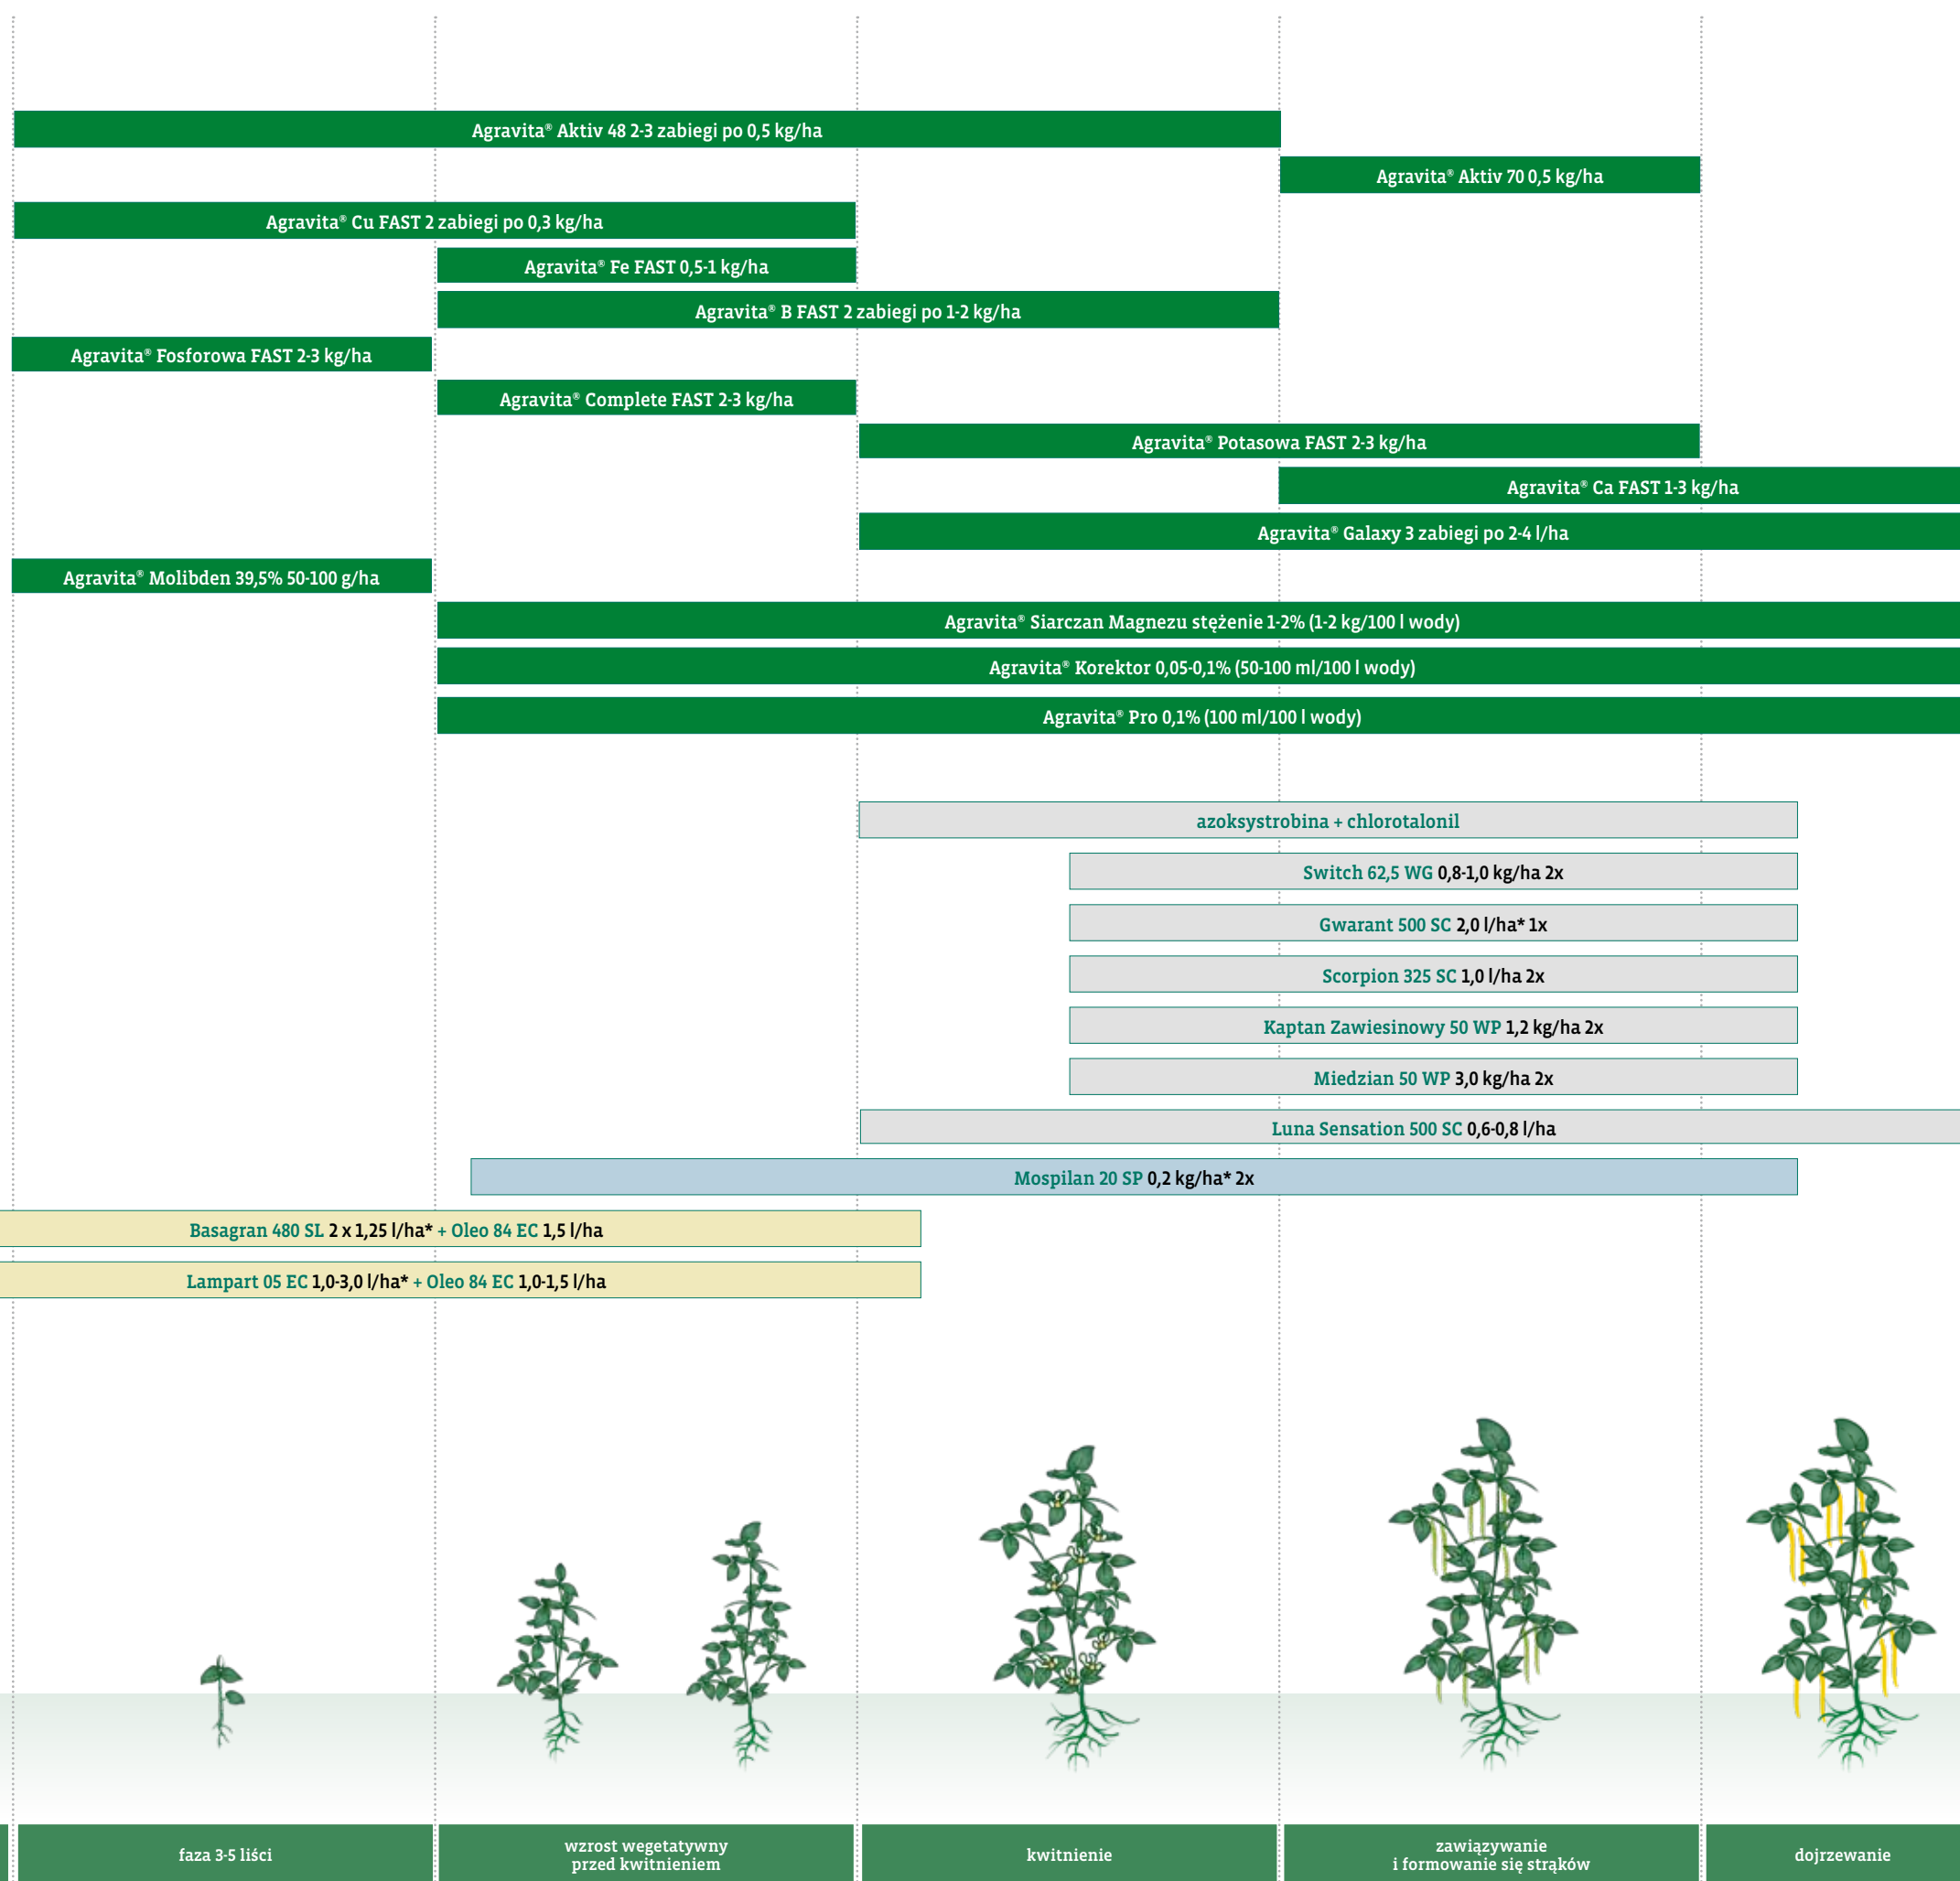 Agravita® Aktiv 48 2-3 zabiegi po 0,5 kg/ha
Agravita® Aktiv 70 0,5 kg/ha
Agravita® Cu FAST 2 zabiegi po 0,3 kg/ha
Agravita® Fe FAST 0,5-1 kg/ha
Agravita® B FAST 2 zabiegi po 1-2 kg/ha
Agravita® Fosforowa FAST 2-3 kg/ha
Agravita® Complete FAST 2-3 kg/ha
Agravita® Potasowa FAST 2-3 kg/ha
Agravita® Ca FAST 1-3 kg/ha
Agravita® Galaxy 3 zabiegi po 2-4 l/ha
Agravita® Molibden 39,5% 50-100 g/ha
Agravita® Siarczan Magnezu stężenie 1-2% (1-2 kg/100 l wody)
Agravita® Korektor 0,05-0,1% (50-100 ml/100 l wody)
Agravita® Pro 0,1% (100 ml/100 l wody)
azoksystrobina + chlorotalonil
Switch 62,5 WG 0,8-1,0 kg/ha 2x
Gwarant 500 SC 2,0 l/ha* 1x
Scorpion 325 SC 1,0 l/ha 2x
Kaptan Zawiesinowy 50 WP 1,2 kg/ha 2x
Miedzian 50 WP 3,0 kg/ha 2x
Luna Sensation 500 SC 0,6-0,8 l/ha
Mospilan 20 SP 0,2 kg/ha* 2x
Basagran 480 SL 2 x 1,25 l/ha* + Oleo 84 EC 1,5 l/ha
Lampart 05 EC 1,0-3,0 l/ha* + Oleo 84 EC 1,0-1,5 l/ha
faza 3-5 liści
wzrost wegetatywny
przed kwitnieniem
kwitnienie
zawiązywanie
i formowanie się strąków
dojrzewanie